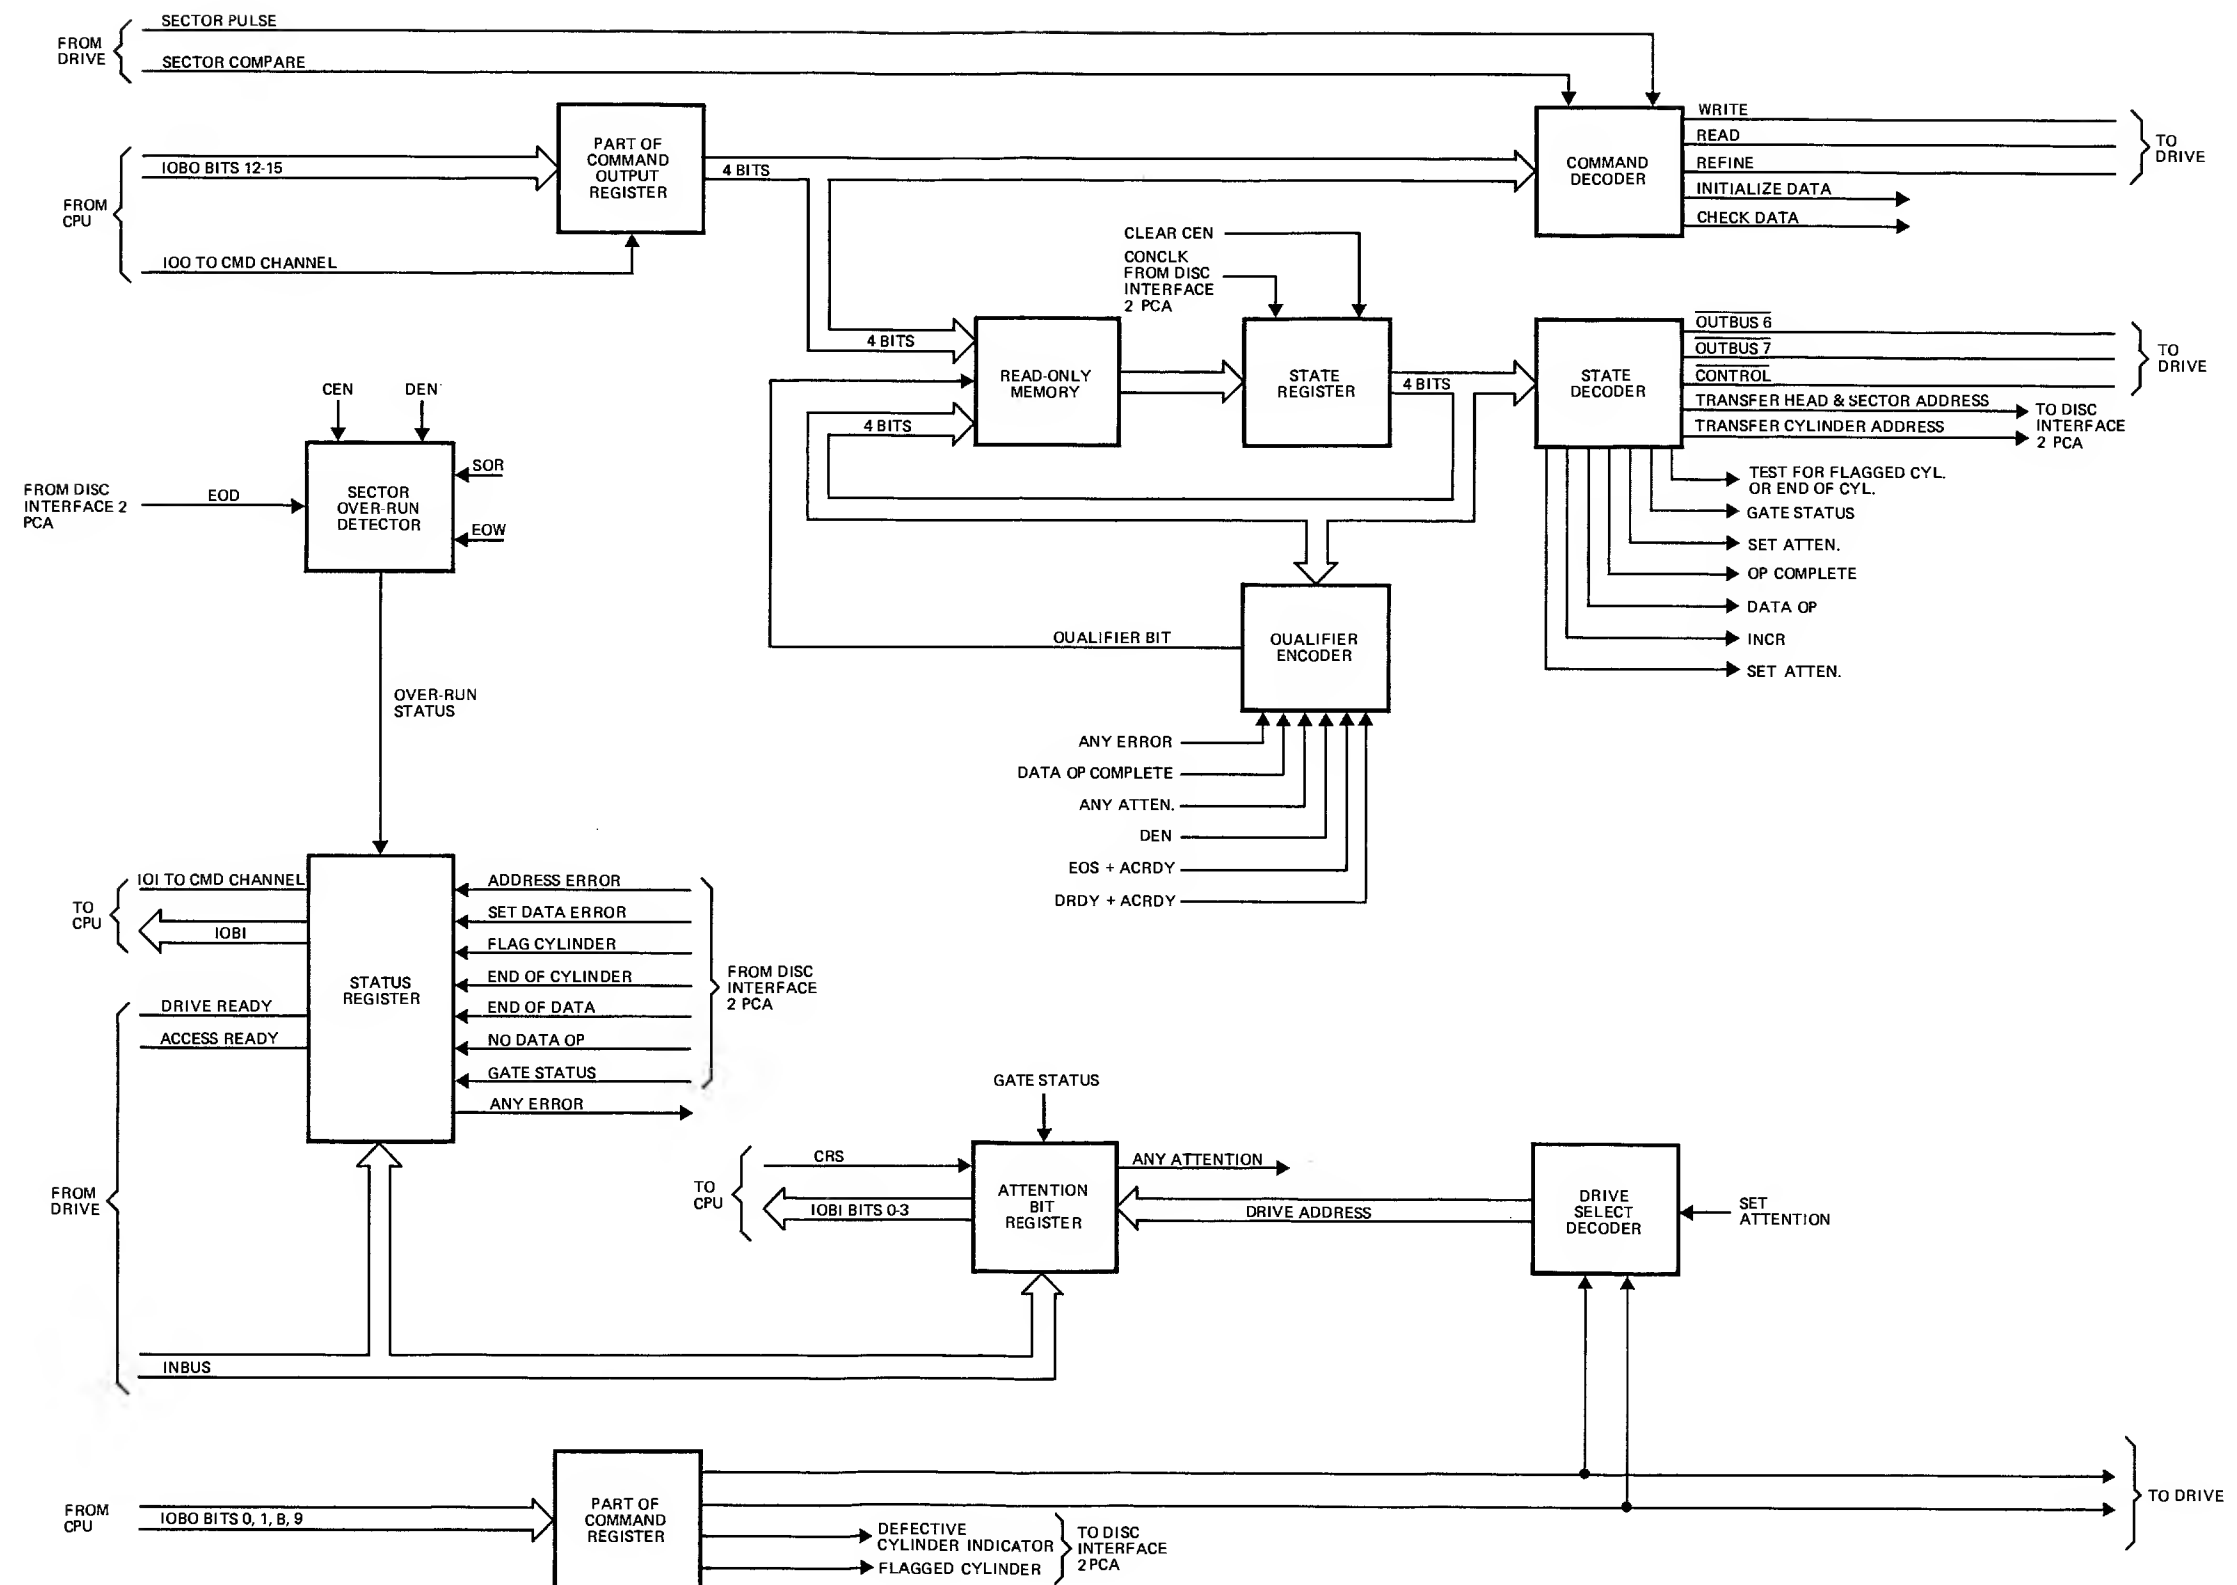 SECTOR PULSE
FROM
DRIVE
SECTOR COMPARE
PART OF
COMMAND
OUTPUT
REGISTER
IOBO BITS 12-15
4 BITS
FROM
CPU
IOO TO CMD CHANNEL
COMMAND
DECODER
WRITE
READ
REFINE
INITIALIZE DATA
CHECK DATA
TO
DRIVE
CLEAR CEN
CONCLK
FROM DISC
INTERFACE
2 PCA
4 BITS
READ-ONLY
MEMORY
4 BITS
STATE
REGISTER
4 BITS
STATE
DECODER
OUTBUS 6
OUTBUS 7
CONTROL
TO
DRIVE
TRANSFER HEAD & SECTOR ADDRESS
TRANSFER CYLINDER ADDRESS
TO DISC
INTERFACE
2 PCA
TEST FOR FLAGGED CYL.
OR END OF CYL.
GATE STATUS
SET ATTEN.
OP COMPLETE
DATA OP
INCR
SET ATTEN.
CEN
DEN
SOR
FROM DISC
INTERFACE 2
PCA
EOD
SECTOR
OVER-RUN
DETECTOR
EOW
OVER-RUN
STATUS
QUALIFIER BIT
QUALIFIER
ENCODER
ANY ERROR
DATA OP COMPLETE
ANY ATTEN.
DEN
EOS + ACRDY
DRDY + ACRDY
IOI TO CMD CHANNEL
TO
CPU
IOBI
STATUS
REGISTER
DRIVE READY
ACCESS READY
ADDRESS ERROR
SET DATA ERROR
FLAG CYLINDER
END OF CYLINDER
END OF DATA
NO DATA OP
GATE STATUS
ANY ERROR
FROM DISC
INTERFACE
2 PCA
FROM
DRIVE
INBUS
GATE STATUS
TO
CPU
CRS
IOBI BITS 0-3
ATTENTION
BIT
REGISTER
ANY ATTENTION
DRIVE ADDRESS
DRIVE
SELECT
DECODER
SET
ATTENTION
FROM
CPU
IOBO BITS 0, 1, B, 9
PART OF
COMMAND
REGISTER
DEFECTIVE
CYLINDER INDICATOR
FLAGGED CYLINDER
TO DISC
INTERFACE
2PCA
TO DRIVE